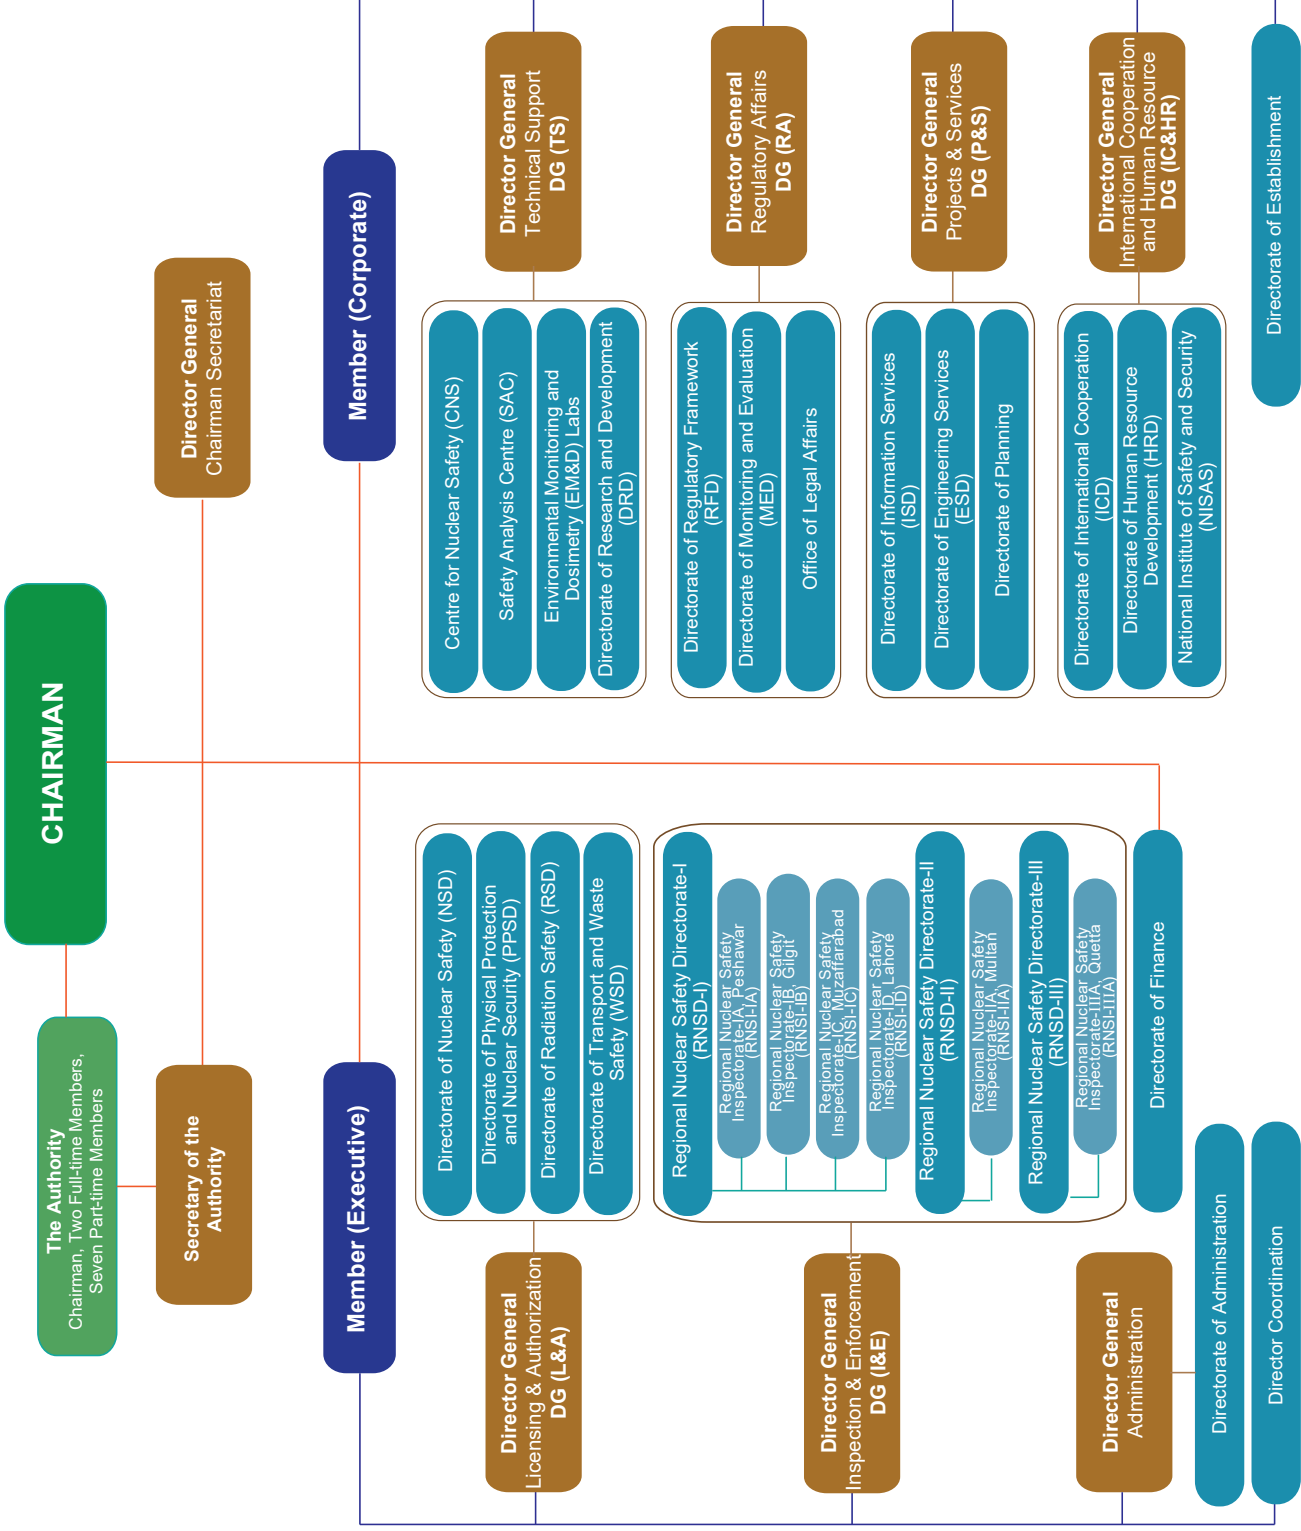 CHAIRMAN
The Authority
Chairman, Two Full-time Members,
Seven Part-time Members
Secretary of the
Authority
Director General
Chairman Secretariat
Member (Executive)
Member (Corporate)
Director General
Licensing & Authorization
DG (L&A)
Directorate of Nuclear Safety (NSD)
Directorate of Physical Protection
and Nuclear Security (PPSD)
Directorate of Radiation Safety (RSD)
Directorate of Transport and Waste
Safety (WSD)
Director General
Inspection & Enforcement
DG (I&E)
Regional Nuclear Safety Directorate-I
(RNSD-I)
Regional Nuclear Safety
Inspectorate-IA, Peshawar
(RNSI-IA)
Regional Nuclear Safety
Inspectorate-IB, Gilgit
(RNSI-IB)
Regional Nuclear Safety
Inspectorate-IC, Muzaffarabad
(RNSI-IC)
Regional Nuclear Safety
Inspectorate-ID, Lahore
(RNSI-ID)
Regional Nuclear Safety Directorate-II
(RNSD-II)
Regional Nuclear Safety
Inspectorate-IIA, Multan
(RNSI-IIA)
Regional Nuclear Safety Directorate-III
(RNSD-III)
Regional Nuclear Safety
Inspectorate-IIIA, Quetta
(RNSI-IIIA)
Director General
Administration
Directorate of Administration
Director Coordination
Directorate of Finance
Centre for Nuclear Safety (CNS)
Safety Analysis Centre (SAC)
Environmental Monitoring and
Dosimetry (EM&D) Labs
Directorate of Research and Development
(DRD)
Director General
Technical Support
DG (TS)
Directorate of Regulatory Framework
(RFD)
Directorate of Monitoring and Evaluation
(MED)
Office of Legal Affairs
Director General
Regulatory Affairs
DG (RA)
Directorate of Information Services
(ISD)
Directorate of Engineering Services
(ESD)
Directorate of Planning
Director General
Projects & Services
DG (P&S)
Directorate of International Cooperation
(ICD)
Directorate of Human Resource
Development (HRD)
National Institute of Safety and Security
(NISAS)
Director General
International Cooperation
and Human Resource
DG (IC&HR)
Directorate of Establishment